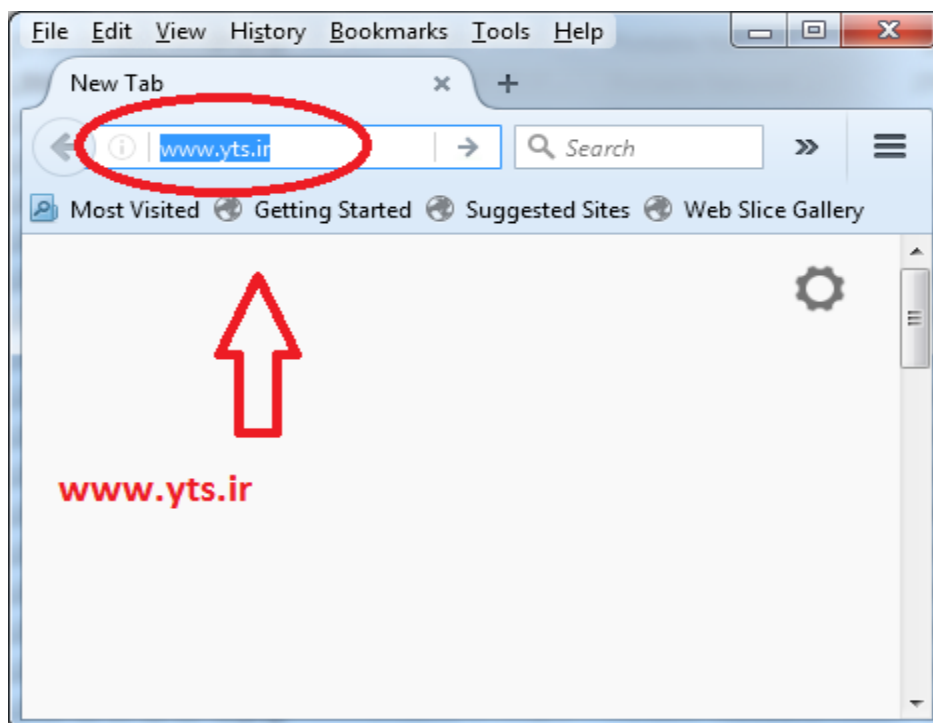 File Edit View History Bookmarks Tools Help
New Tab
www.yts.ir Search
Most Visited Getting Started Suggested Sites Web Slice Gallery
www.yts.ir